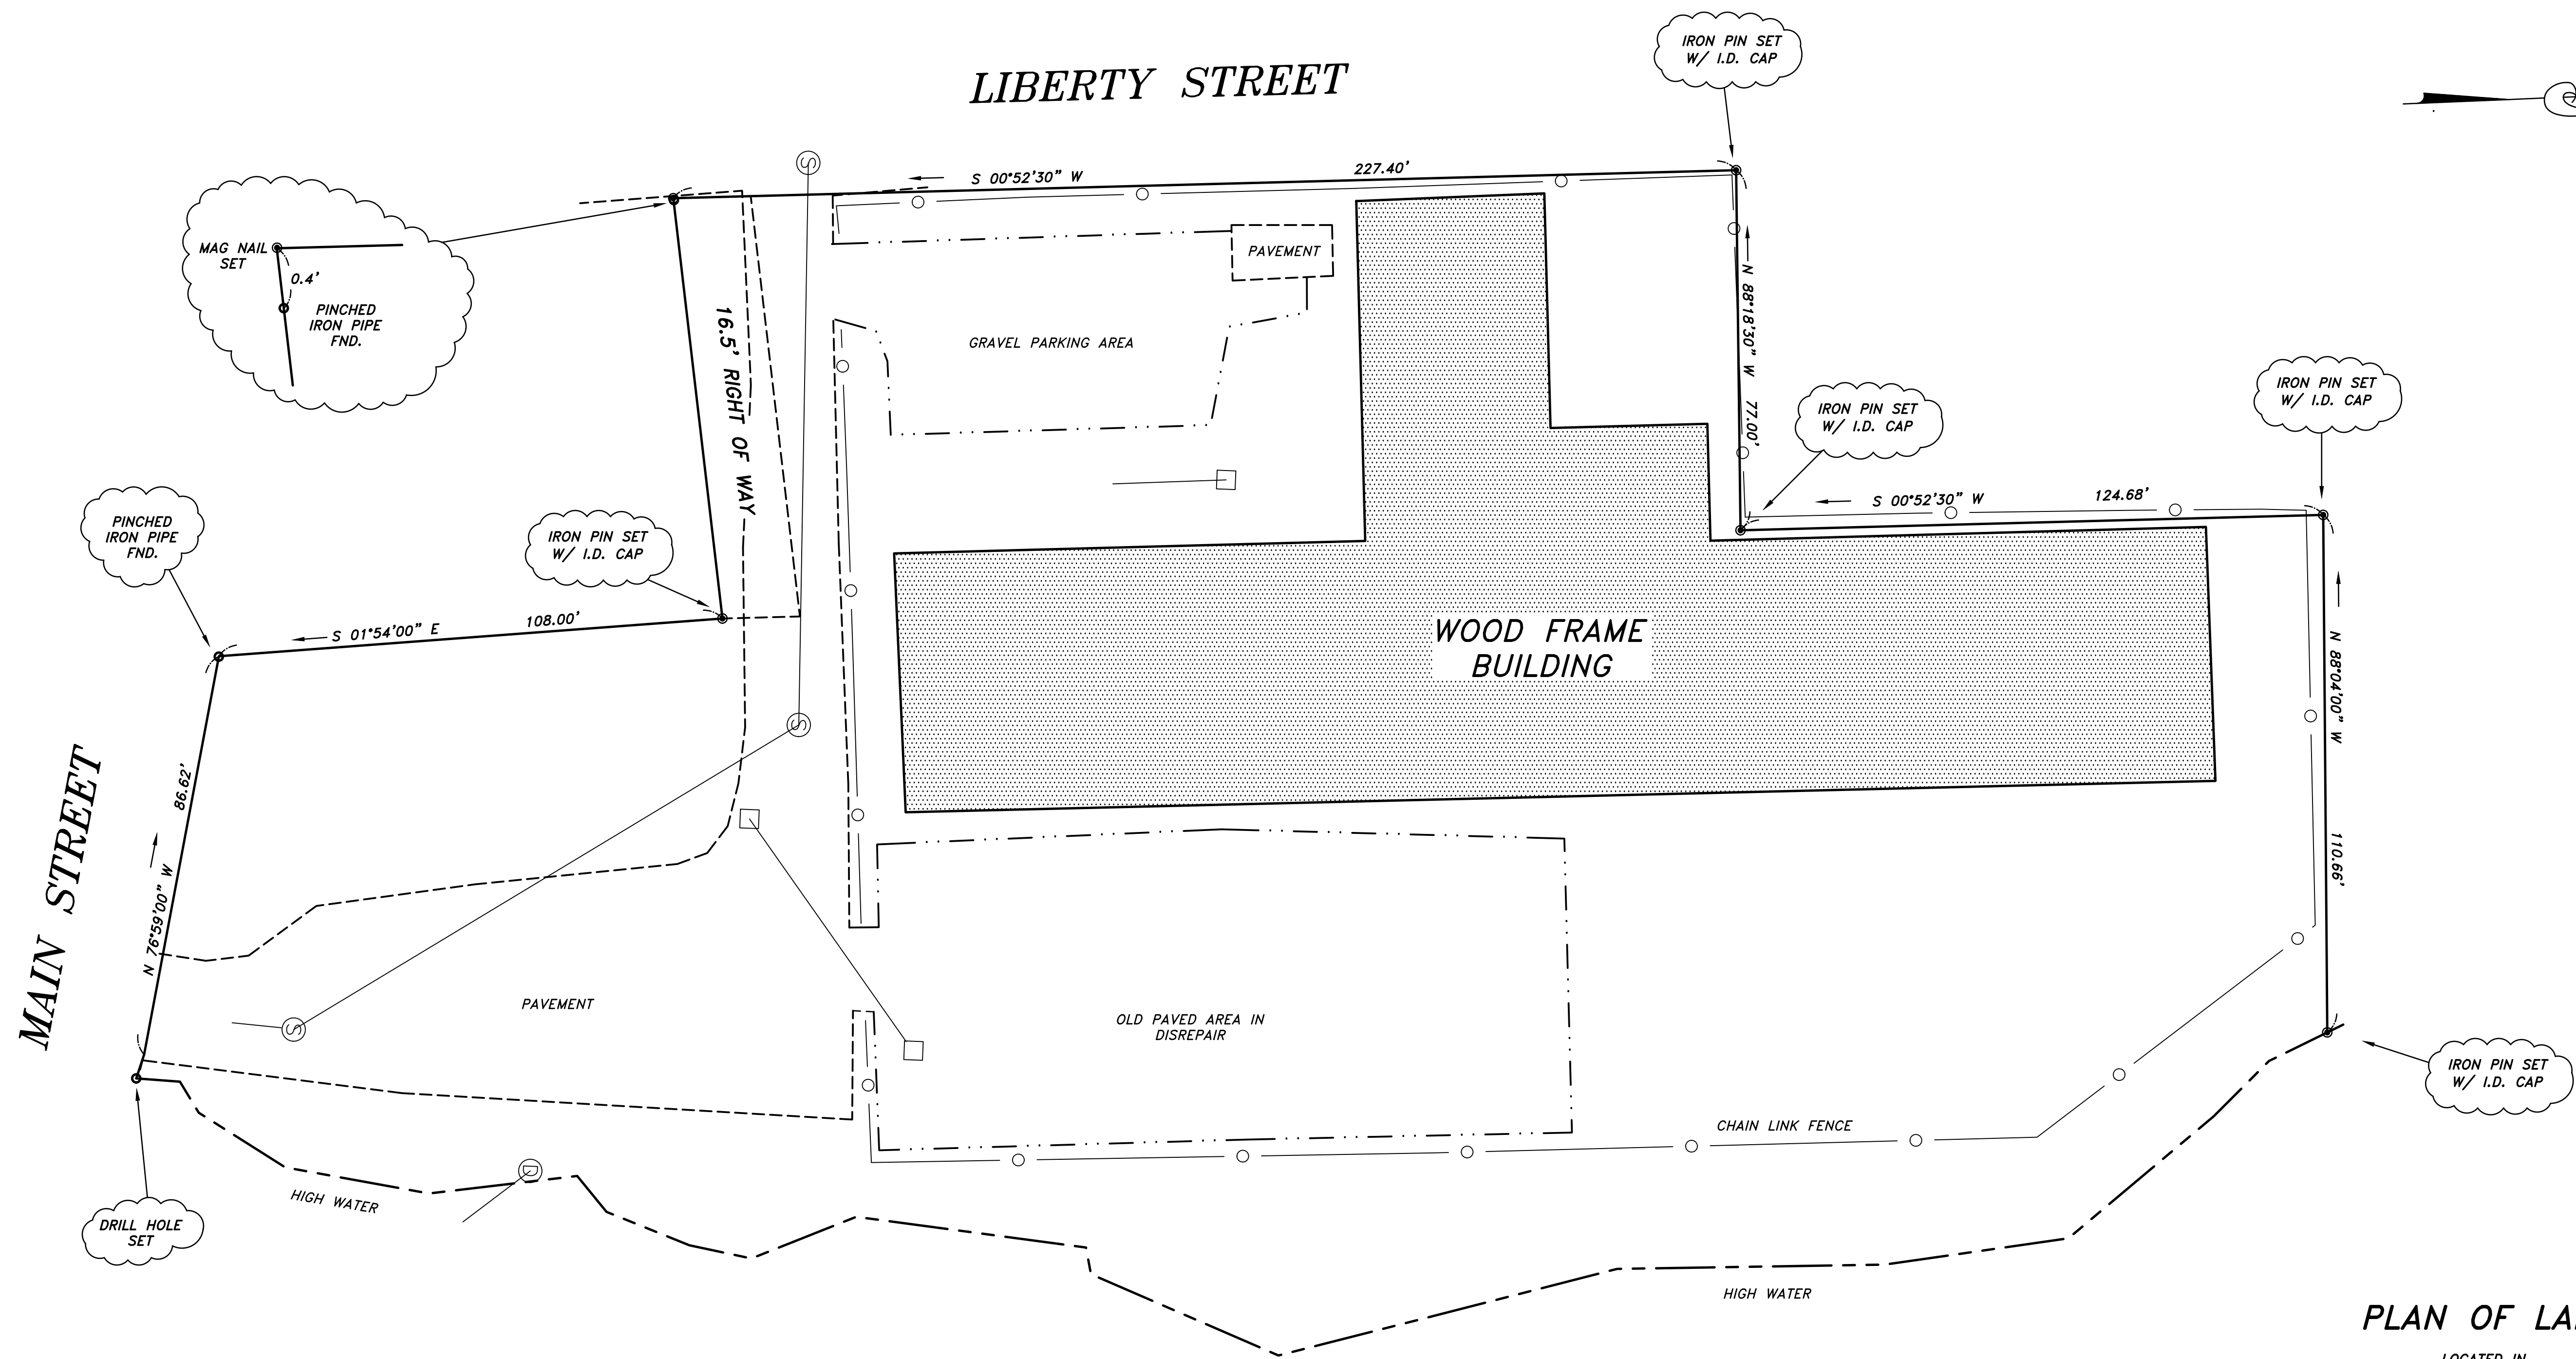 LIBERTY STREET
IRON PIN SET
W/ I.D. CAP
S 00°52'30" W
227.40'
MAG NAIL
SET
0.4'
PINCHED
IRON PIPE
FND.
PAVEMENT
GRAVEL PARKING AREA
16.5' RIGHT OF WAY
N 88°18'30" W
77.00'
IRON PIN SET
W/ I.D. CAP
IRON PIN SET
W/ I.D. CAP
S 00°52'30" W
124.68'
PINCHED
IRON PIPE
FND.
IRON PIN SET
W/ I.D. CAP
S 01°54'00" E
108.00'
WOOD FRAME
BUILDING
N 88°04'00" W
110.66'
MAIN STREET
86.62'
N 76°59'00" W
S
S
S
PAVEMENT
OLD PAVED AREA IN
DISREPAIR
CHAIN LINK FENCE
IRON PIN SET
W/ I.D. CAP
D
HIGH WATER
DRILL HOLE
SET
HIGH WATER
PLAN OF